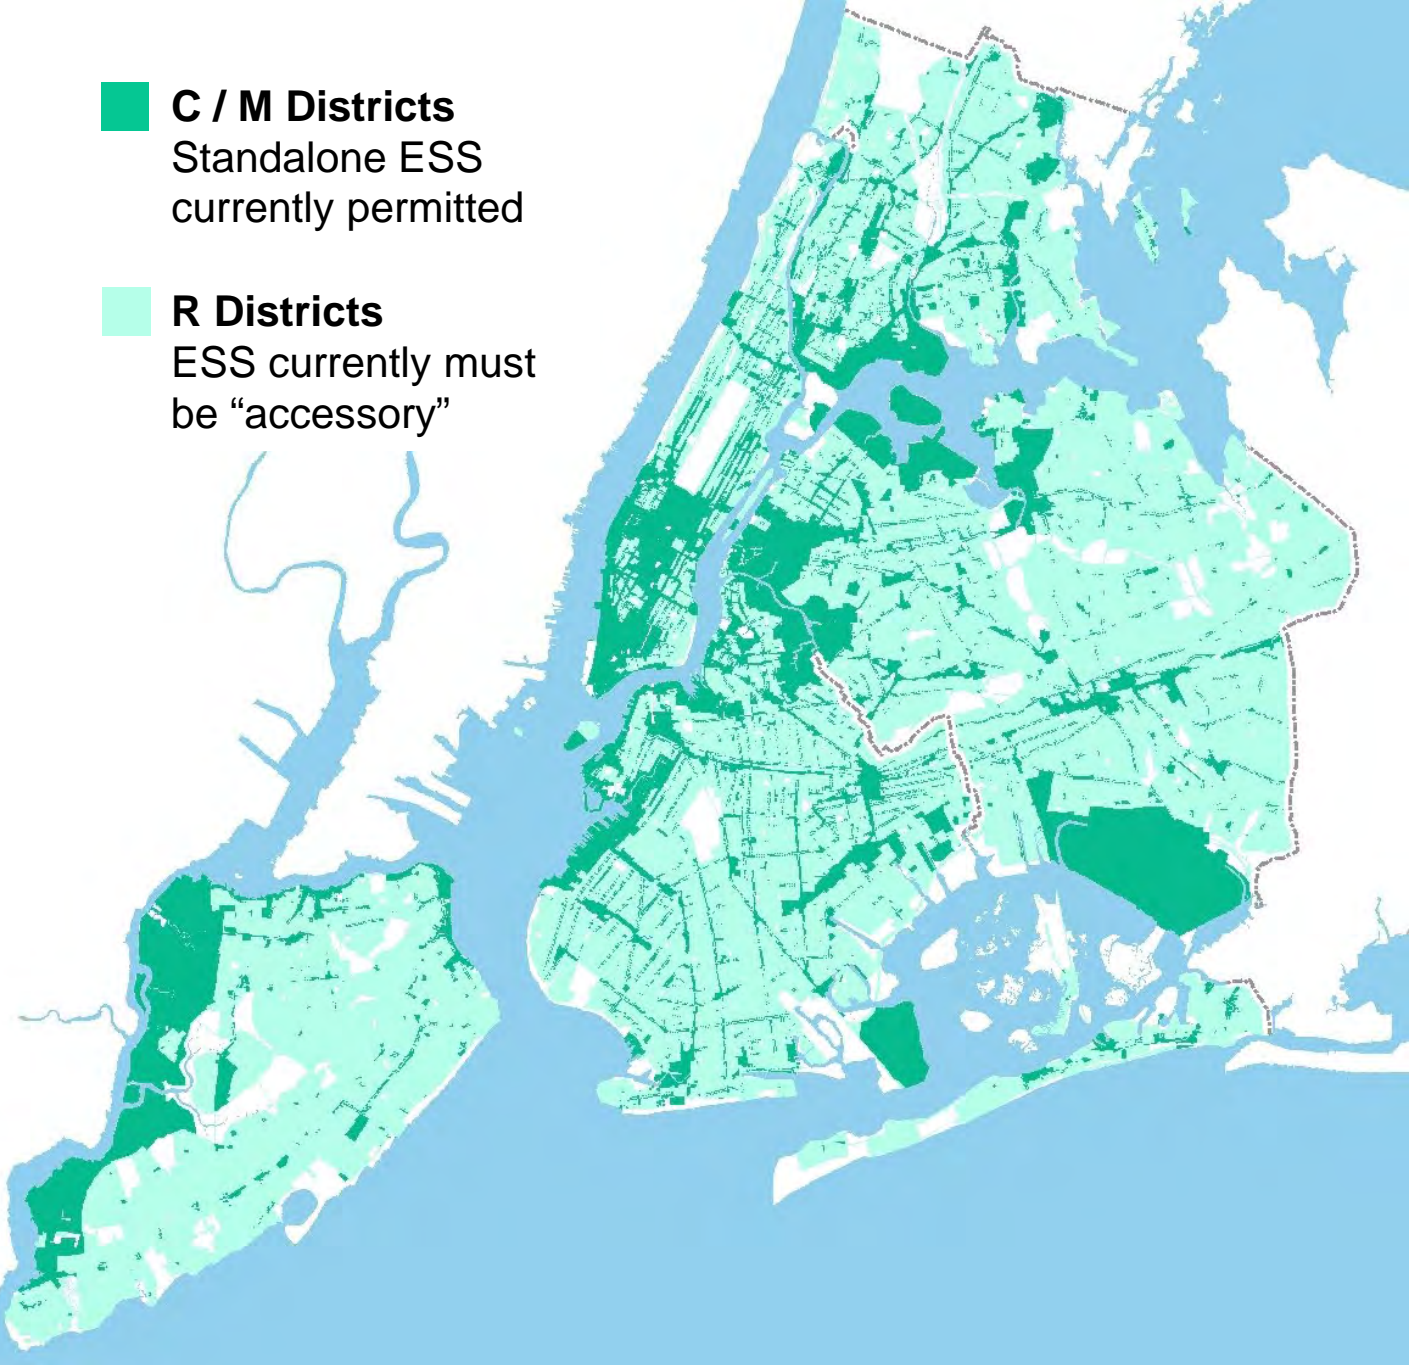 C / M Districts
Standalone ESS
currently permitted
R Districts
ESS currently must
be “accessory”